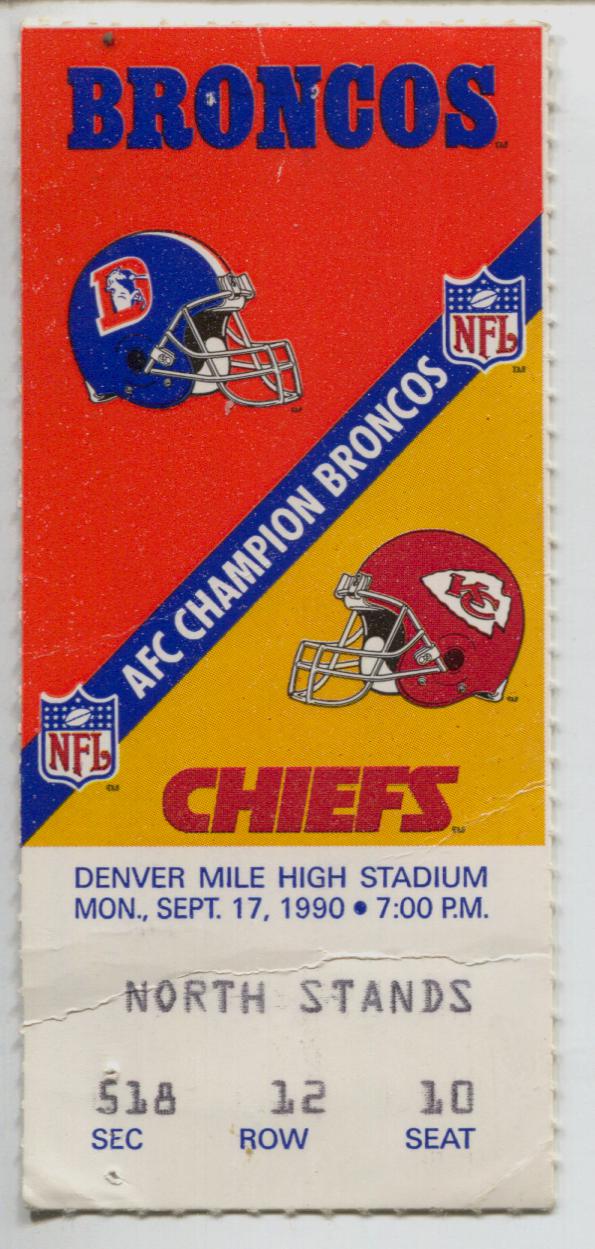 BRONCOS
D
NFL
AFC CHAMPION BRONCOS
KC
NFL
CHIEFS
DENVER MILE HIGH STADIUM
MON., SEPT. 17, 1990 • 7:00 P.M.
NORTH STANDS
518 12 10
SEC ROW SEAT